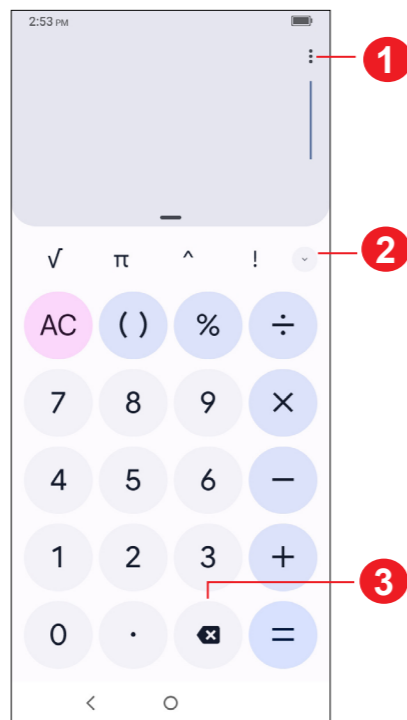 2:53 PM
1
√ π ^ ! 2
AC ( ) % ÷
7 8 9 ×
4 5 6 −
1 2 3 +
3
0 . =